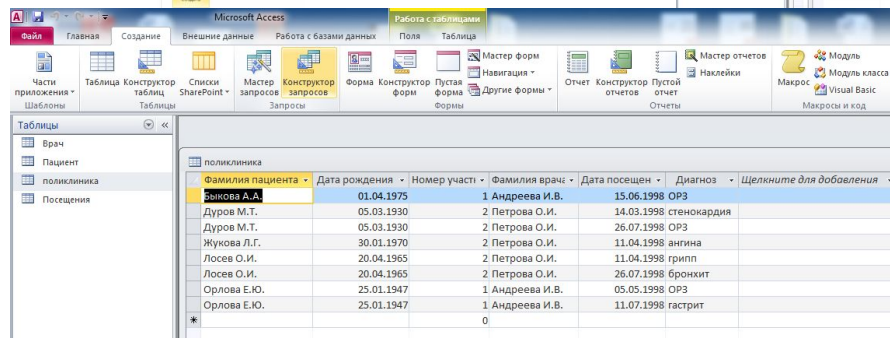 Microsoft Access
Работа с таблицами
Файл Главная Создание Внешние данные Работа с базами данных Поля Таблица
Части приложения
Таблица
Конструктор таблиц
Списки SharePoint
Мастер запросов
Конструктор запросов
Форма
Конструктор форм
Пустая форма
Мастер форм
Навигация
Другие формы
Отчет
Конструктор отчетов
Пустой отчет
Мастер отчетов
Наклейки
Макрос
Модуль
Модуль класса
Visual Basic
Шаблоны Таблицы Запросы Формы Отчеты Макросы и код
Таблицы
Врач
Пациент
поликлиника
Посещения
поликлиника
Фамилия пациента Дата рождения Номер участ Фамилия врача Дата посещен Диагноз Щелкните для добавления
Быкова А.А. 01.04.1975 1 Андреева И.В. 15.06.1998 ОРЗ
Дуров М.Т. 05.03.1930 2 Петрова О.И. 14.03.1998 стенокардия
Дуров М.Т. 05.03.1930 2 Петрова О.И. 26.07.1998 ОРЗ
Жукова Л.Г. 30.01.1970 2 Петрова О.И. 11.04.1998 ангина
Лосев О.И. 20.04.1965 2 Петрова О.И. 11.04.1998 грипп
Лосев О.И. 20.04.1965 2 Петрова О.И. 26.07.1998 бронхит
Орлова Е.Ю. 25.01.1947 1 Андреева И.В. 05.05.1998 ОРЗ
Орлова Е.Ю. 25.01.1947 1 Андреева И.В. 11.07.1998 гастрит
0